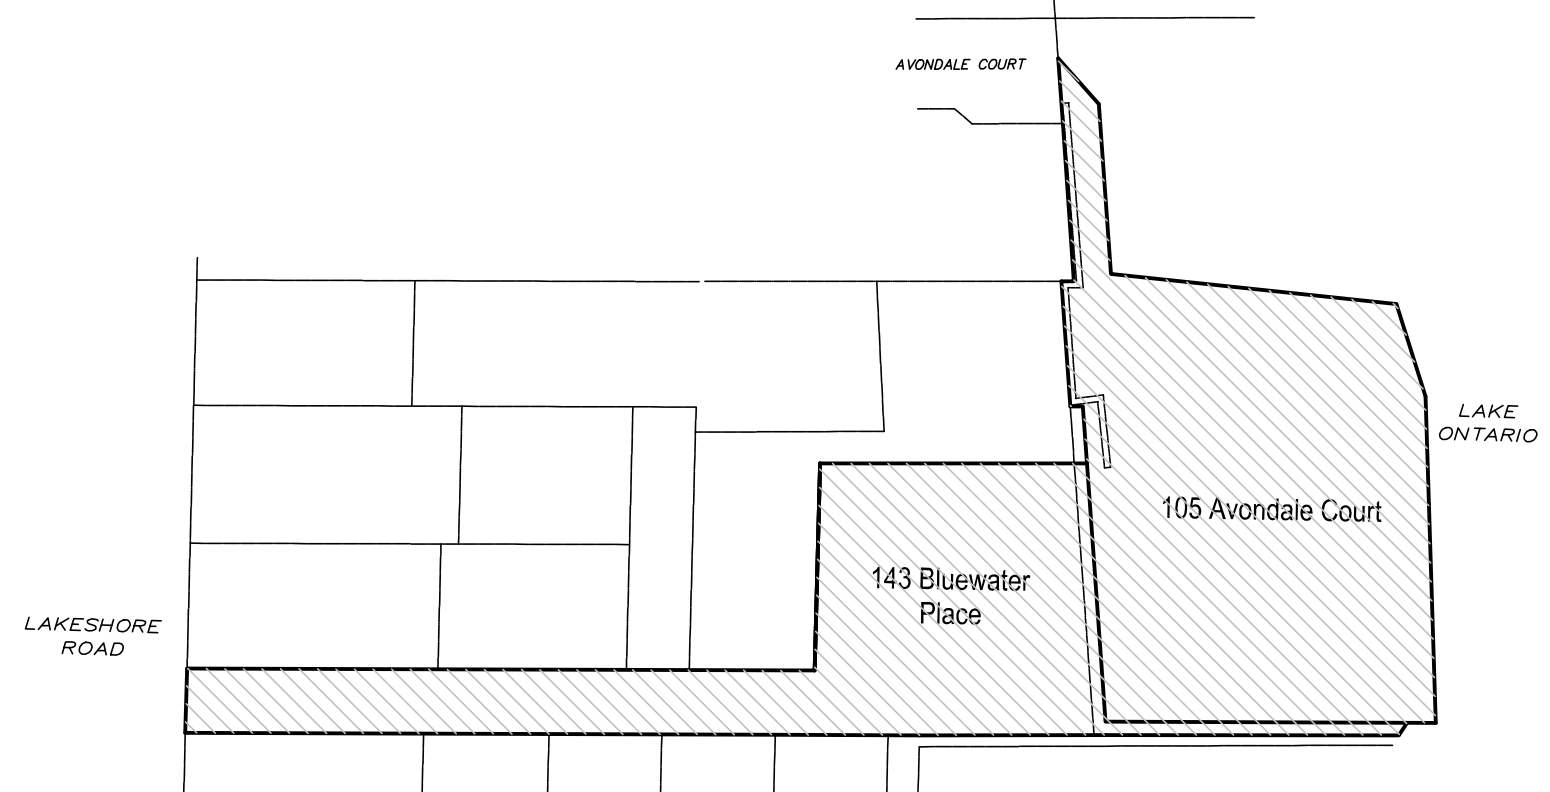 AVONDALE COURT
LAKE
ONTARIO
105 Avondale Court
143 Bluewater
Place
LAKESHORE
ROAD